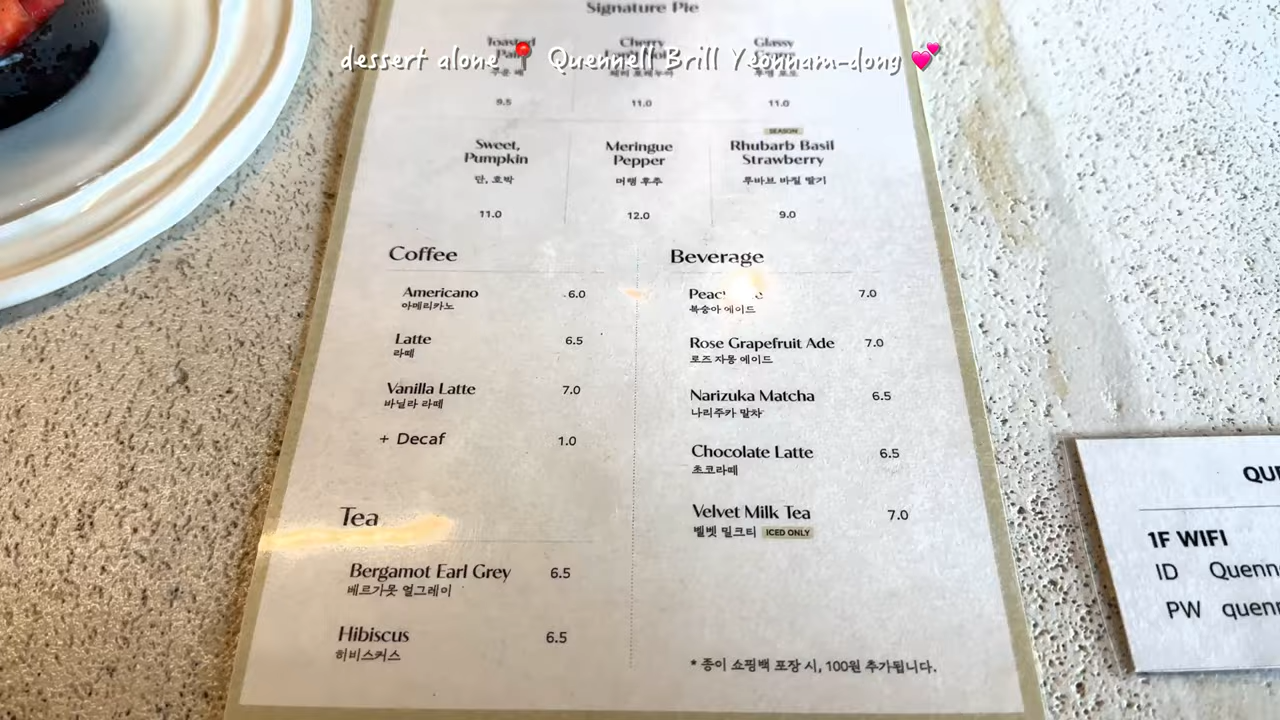 Signature Pie
dessert alone📍 Quennell Brill Yeonnam-dong 💕
Toasted
Cherry
Glassy
9.5
11.0
11.0
SEASON
Sweet,
Pumpkin
단, 호박
11.0
Meringue
Pepper
머랭 후추
12.0
Rhubarb Basil
Strawberry
루바브 바질 딸기
9.0
Coffee
Americano 6.0
아메리카노
Latte 6.5
라떼
Vanilla Latte 7.0
바닐라 라떼
+ Decaf 1.0
Tea
Bergamot Earl Grey 6.5
베르가못 얼그레이
Hibiscus 6.5
히비스커스
Beverage
7.0
복숭아 에이드
Rose Grapefruit Ade 7.0
로즈 자몽 에이드
Narizuka Matcha 6.5
나리주카 말차
Chocolate Latte 6.5
초코라떼
Velvet Milk Tea 7.0
벨벳 밀크티 ICED ONLY
* 종이 쇼핑백 포장 시, 100원 추가됩니다.
1F WIFI
ID
PW